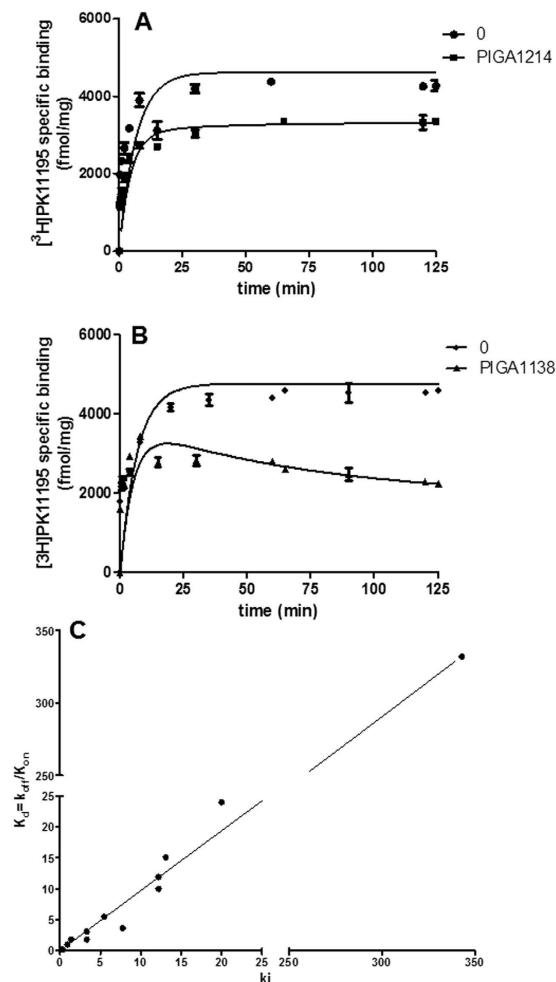 A
0
PIGA1214
[³H]PK11195 specific binding
(fmol/mg)
6000
4000
2000
0
0 25 50 75 100 125
time (min)
B
0
PIGA1138
[3H]PK11195 specific binding
(fmol/mg)
6000
4000
2000
0
0 25 50 75 100 125
time (min)
C
K_d= k_off/K_on
350
300
250
25
20
15
10
5
0
0 5 10 15 20 25 250 300 350
ki